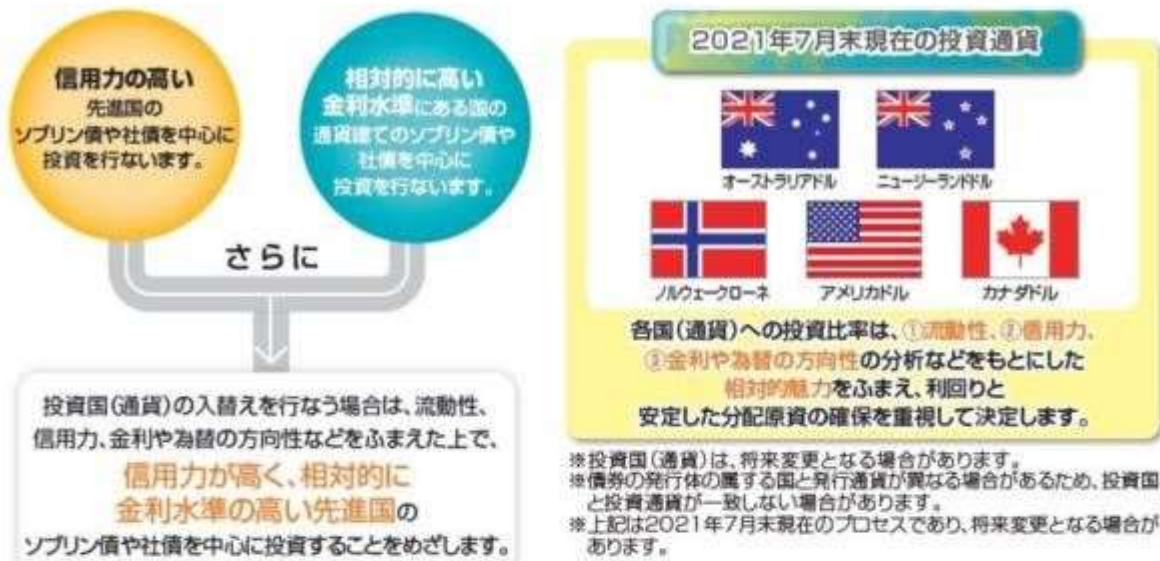 信用力の高い
先進国の
ソブリン債や社債を中心に
投資を行ないます。
相対的に高い
金利水準にある国の
通貨建てのソブリン債や
社債を中心に
投資を行ないます。
さらに
投資国(通貨)の入替えを行なう場合は、流動性、
信用力、金利や為替の方向性などをふまえた上で、
信用力が高く、相対的に
金利水準の高い先進国の
ソブリン債や社債を中心に投資することをめざします。
2021年7月末現在の投資通貨
オーストラリアドル
ニュージーランドドル
ノルウェークローネ
アメリカドル
カナダドル
各国(通貨)への投資比率は、①流動性、②信用力、
③金利や為替の方向性の分析などをもとにした
相対的魅力をふまえ、利回りと
安定した分配原資の確保を重視して決定します。
※投資国(通貨)は、将来変更となる場合があります。
※債券の発行体の属する国と発行通貨が異なる場合があるため、投資国
と投資通貨が一致しない場合があります。
※上記は2021年7月末現在のプロセスであり、将来変更となる場合が
あります。